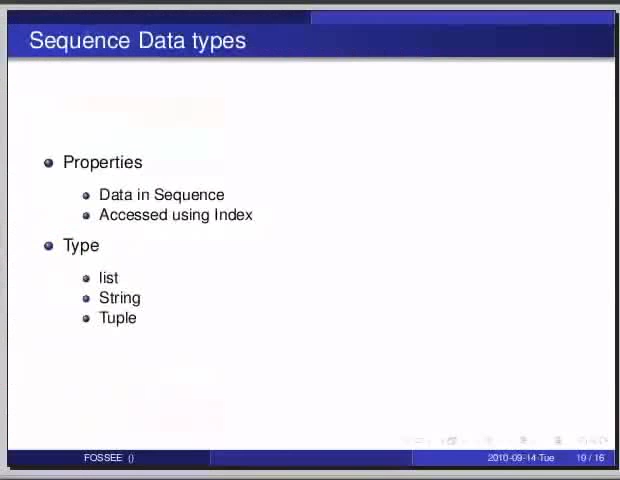 Sequence Data types
Properties
Data in Sequence
Accessed using Index
Type
list
String
Tuple
FOSSEE ()
2010-09-14 Tue
19 / 16